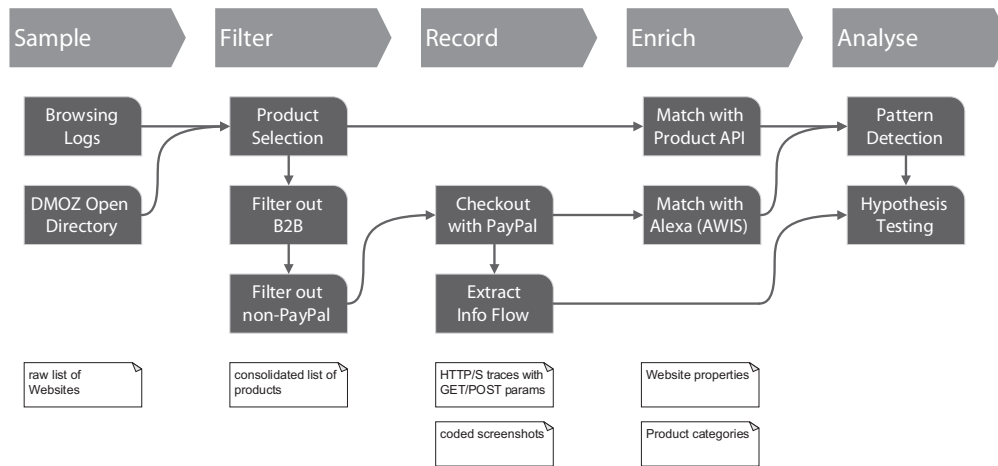 Sample
Filter
Record
Enrich
Analyse
Browsing
Logs
Product
Selection
Match with
Product API
Pattern
Detection
DMOZ Open
Directory
Filter out
B2B
Checkout
with PayPal
Match with
Alexa (AWIS)
Hypothesis
Testing
Filter out
non-PayPal
Extract
Info Flow
raw list of
Websites
consolidated list of
products
HTTP/S traces with
GET/POST params
Website properties
coded screenshots
Product categories